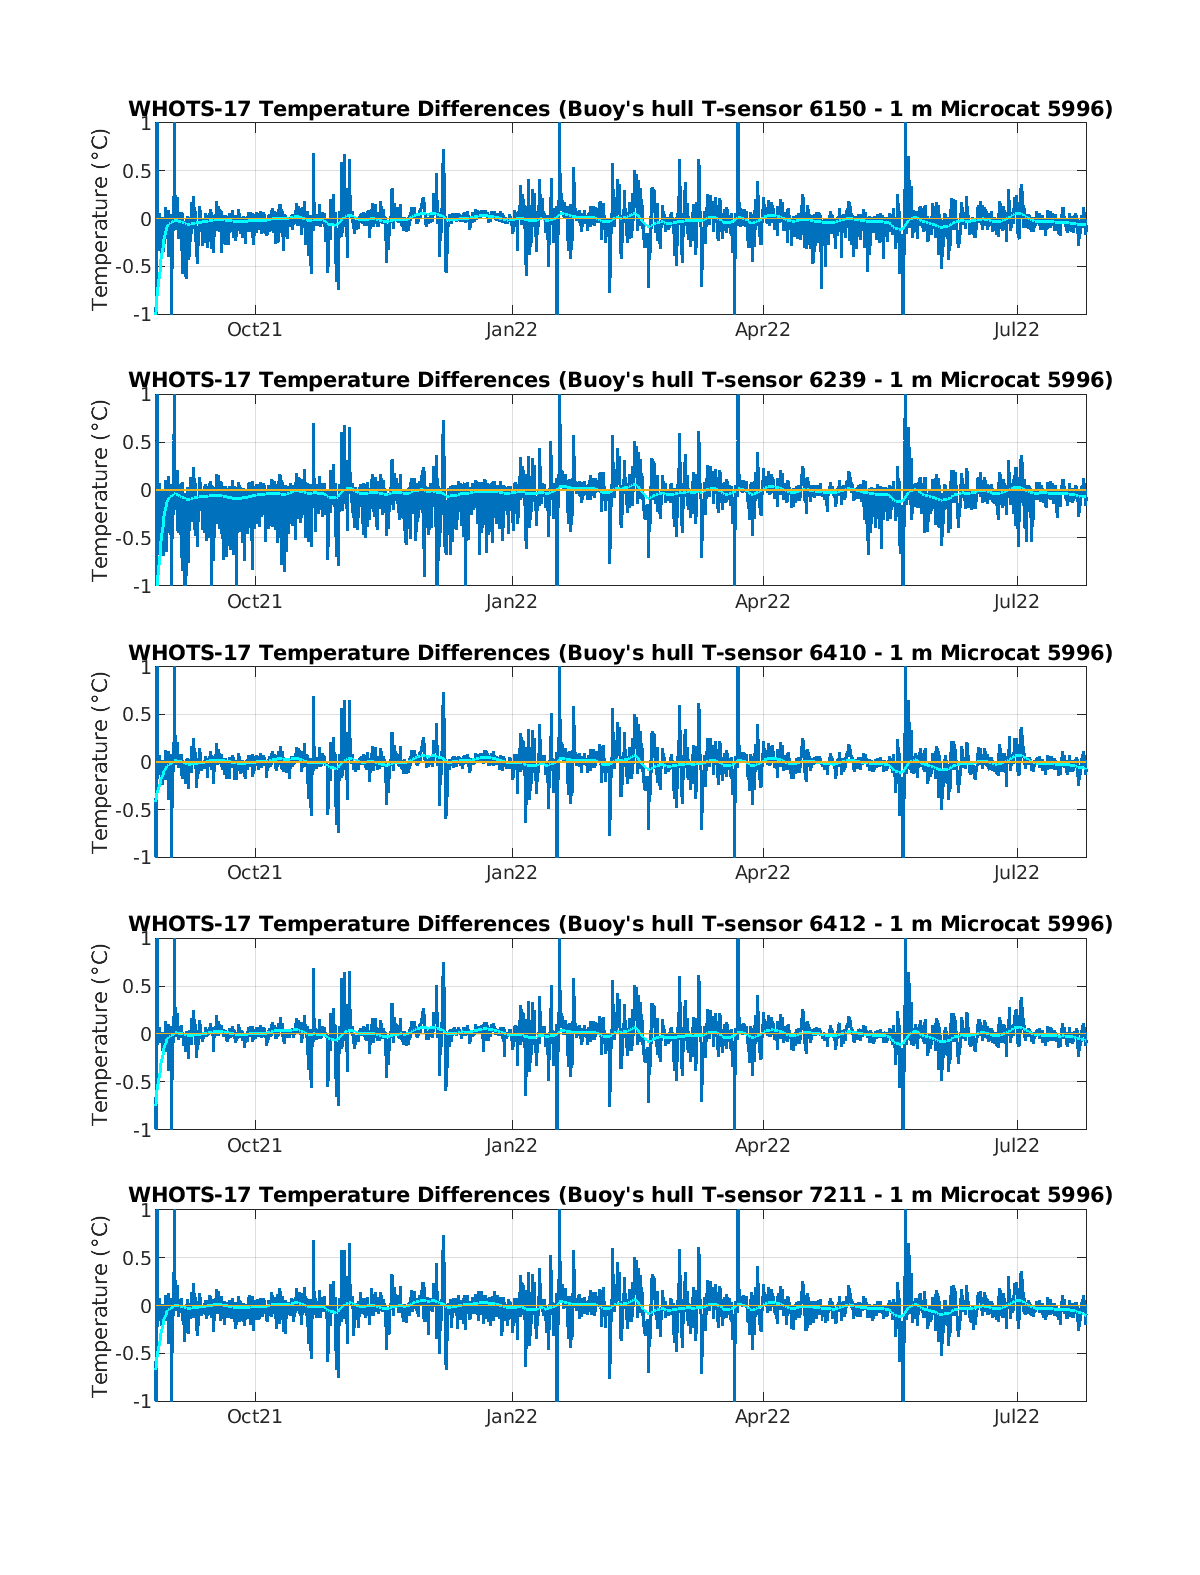 WHOTS-17 Temperature Differences (Buoy's hull T-sensor 6150 - 1 m Microcat 5996)
1
0.5
0
-0.5
-1
Temperature (°C)
Oct21 Jan22 Apr22 Jul22
WHOTS-17 Temperature Differences (Buoy's hull T-sensor 6239 - 1 m Microcat 5996)
1
0.5
0
-0.5
-1
Temperature (°C)
Oct21 Jan22 Apr22 Jul22
WHOTS-17 Temperature Differences (Buoy's hull T-sensor 6410 - 1 m Microcat 5996)
1
0.5
0
-0.5
-1
Temperature (°C)
Oct21 Jan22 Apr22 Jul22
WHOTS-17 Temperature Differences (Buoy's hull T-sensor 6412 - 1 m Microcat 5996)
1
0.5
0
-0.5
-1
Temperature (°C)
Oct21 Jan22 Apr22 Jul22
WHOTS-17 Temperature Differences (Buoy's hull T-sensor 7211 - 1 m Microcat 5996)
1
0.5
0
-0.5
-1
Temperature (°C)
Oct21 Jan22 Apr22 Jul22